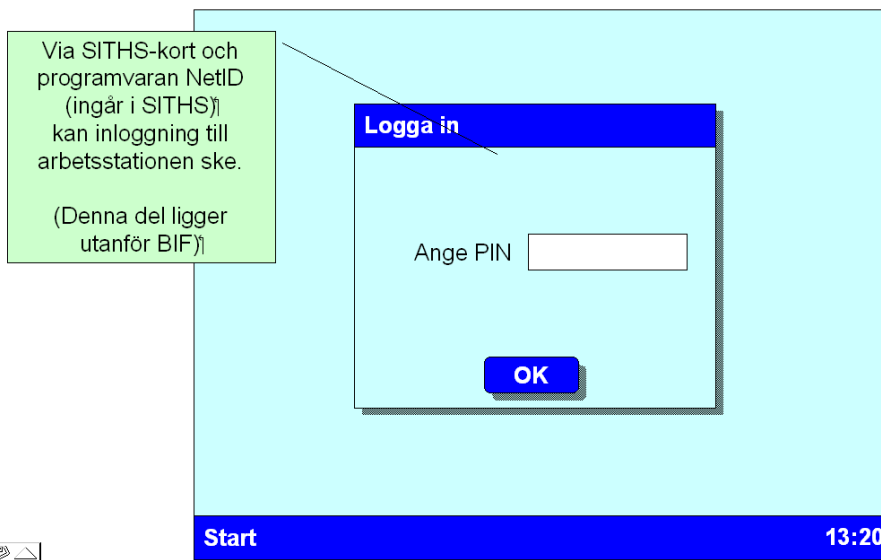 Via SITHS-kort och
programvaran NetID
(ingår i SITHS)¶
kan inloggning till
arbetsstationen ske.
(Denna del ligger
utanför BIF)¶
Logga in
Ange PIN
OK
Start
13:20